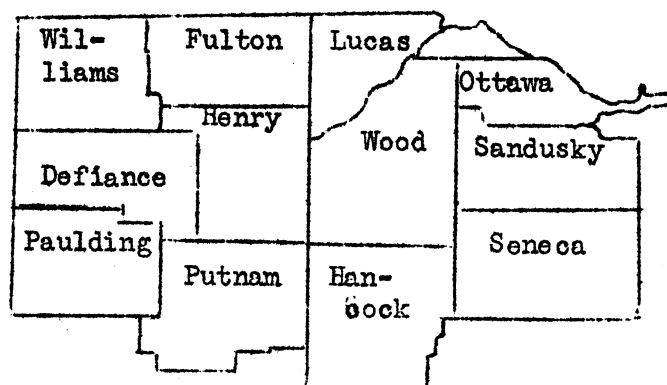 Wil-
liams
Fulton
Lucas
Ottawa
Henry
Wood
Sandusky
Defiance
Paulding
Seneca
Putnam
Han-
cock